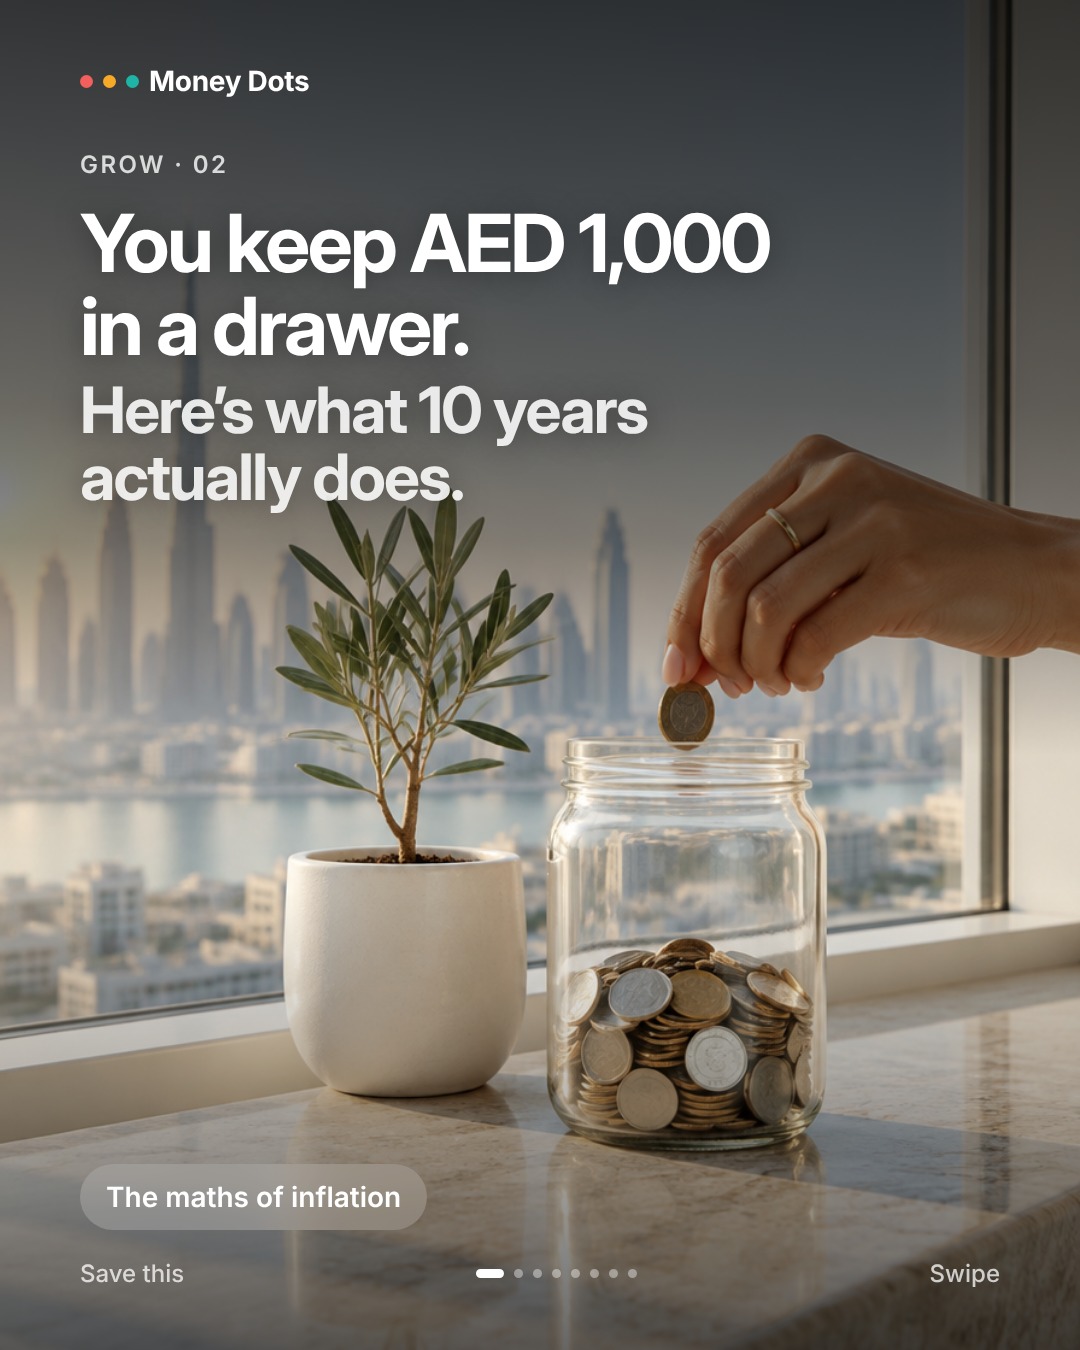 Money Dots
GROW · 02
You keep AED 1,000
in a drawer.
Here’s what 10 years
actually does.
The maths of inflation
Save this
Swipe